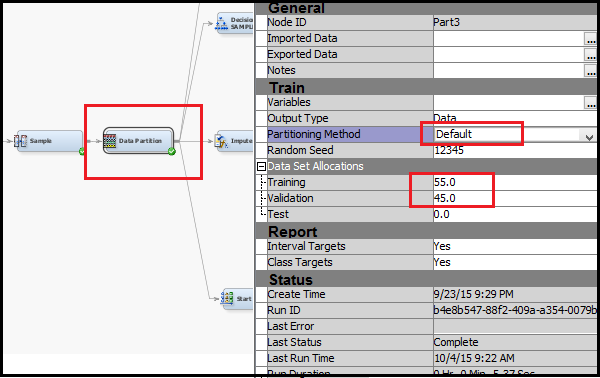 Decision
SAMPL
Sample
Data Partition
Impute
Start
General
Node ID Part3
Imported Data ...
Exported Data ...
Notes ...
Train
Variables ...
Output Type Data
Partitioning Method Default
Random Seed 12345
Data Set Allocations
Training 55.0
Validation 45.0
Test 0.0
Report
Interval Targets Yes
Class Targets Yes
Status
Create Time 9/23/15 9:29 PM
Run ID b4e8b547-88f2-409a-a354-0079b
Last Error
Last Status Complete
Last Run Time 10/4/15 9:22 AM
Run Duration 0 Hr. 0 Min. 5.37 Sec.